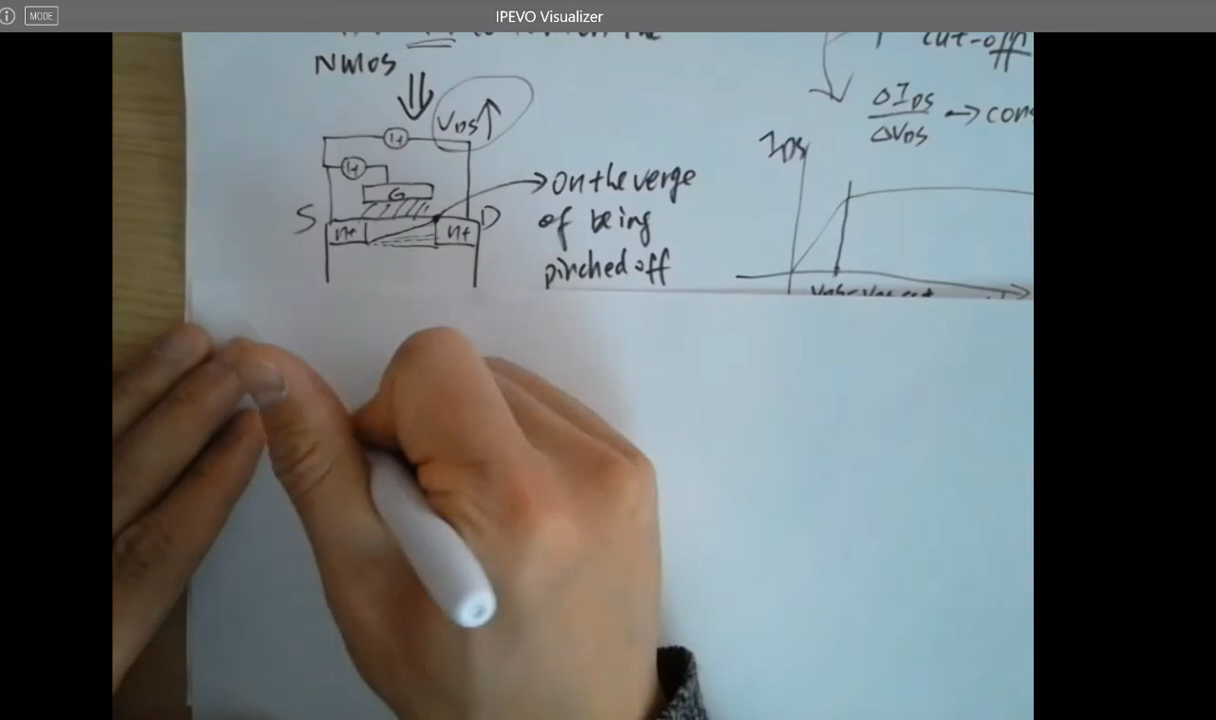 IPEVO Visualizer
MODE
NMOS
cut-off
VDS↑
ΔIDS
ΔVDS
IDS
G
S
D
n+
n+
on the verge
of being
pinched off